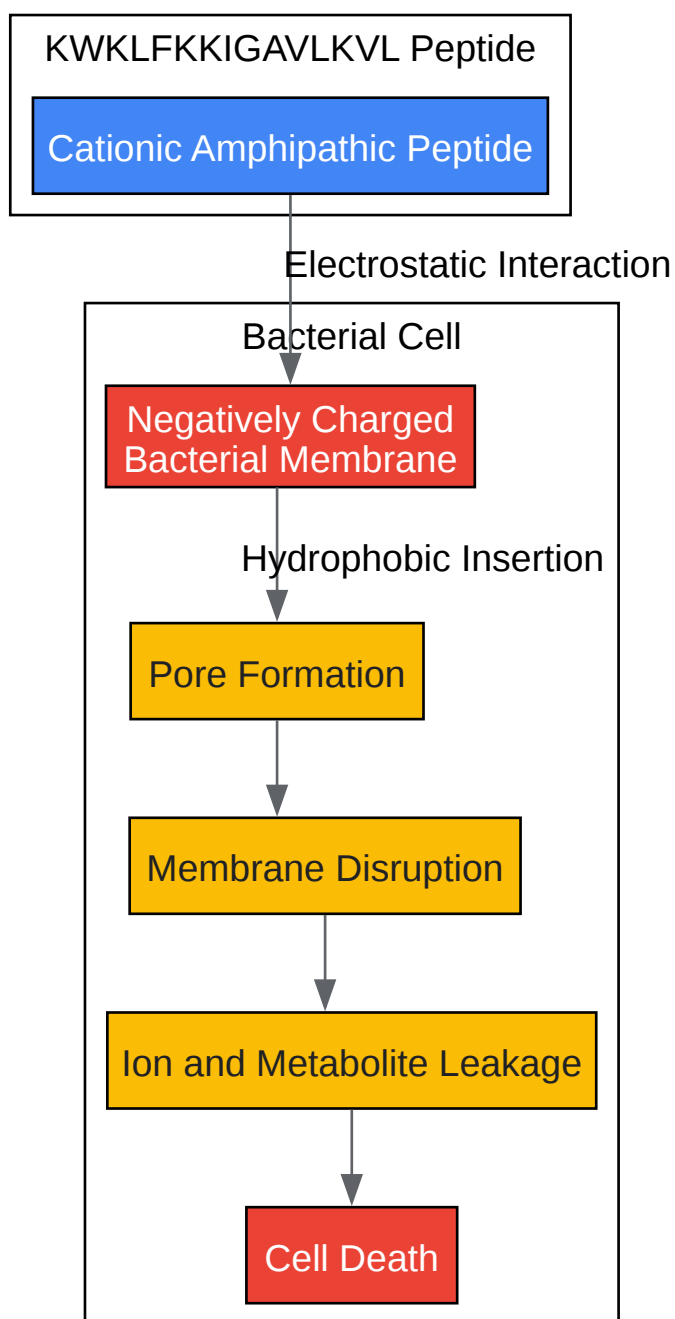 KWKLFKKIGAVLKVL Peptide
Cationic Amphipathic Peptide
Electrostatic Interaction
Bacterial Cell
Negatively Charged
Bacterial Membrane
Hydrophobic Insertion
Pore Formation
Membrane Disruption
Ion and Metabolite Leakage
Cell Death